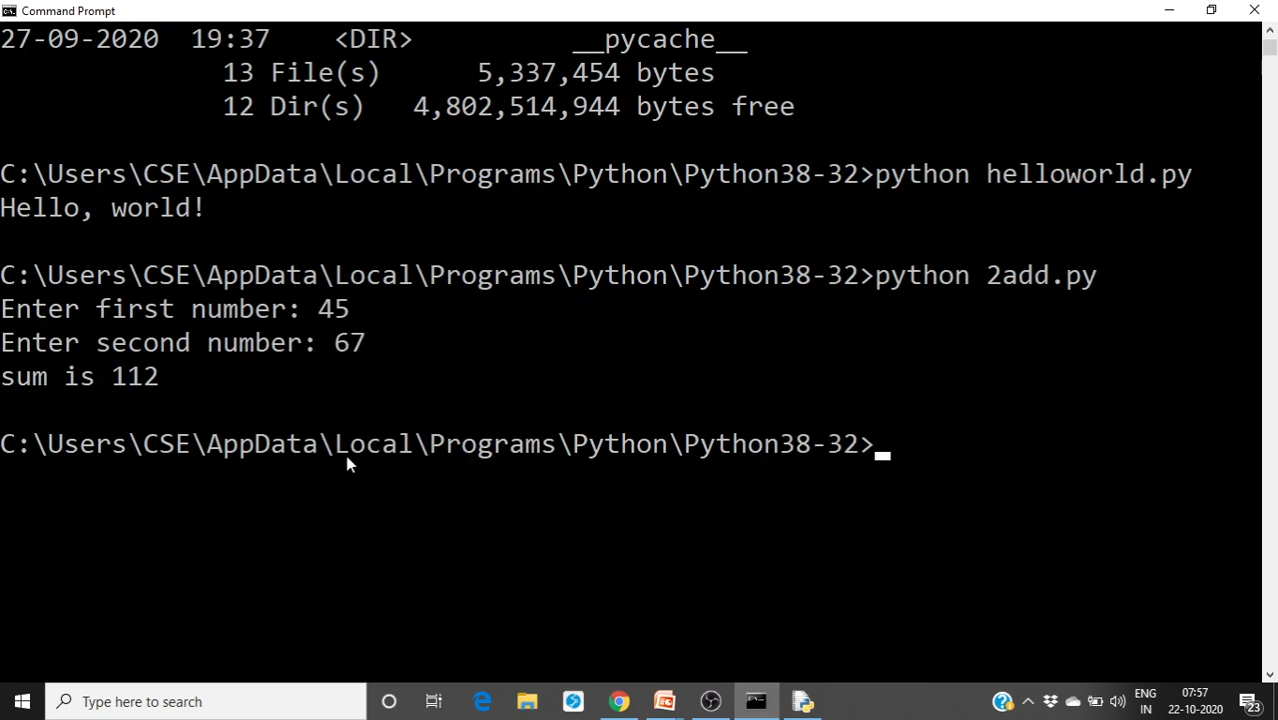 Command Prompt
27-09-2020  19:37    <DIR>          __pycache__
              13 File(s)      5,337,454 bytes
              12 Dir(s)   4,802,514,944 bytes free
C:\Users\CSE\AppData\Local\Programs\Python\Python38-32>python helloworld.py
Hello, world!
C:\Users\CSE\AppData\Local\Programs\Python\Python38-32>python 2add.py
Enter first number: 45
Enter second number: 67
sum is 112
C:\Users\CSE\AppData\Local\Programs\Python\Python38-32>
Type here to search
ENG
IN
07:57
22-10-2020
23